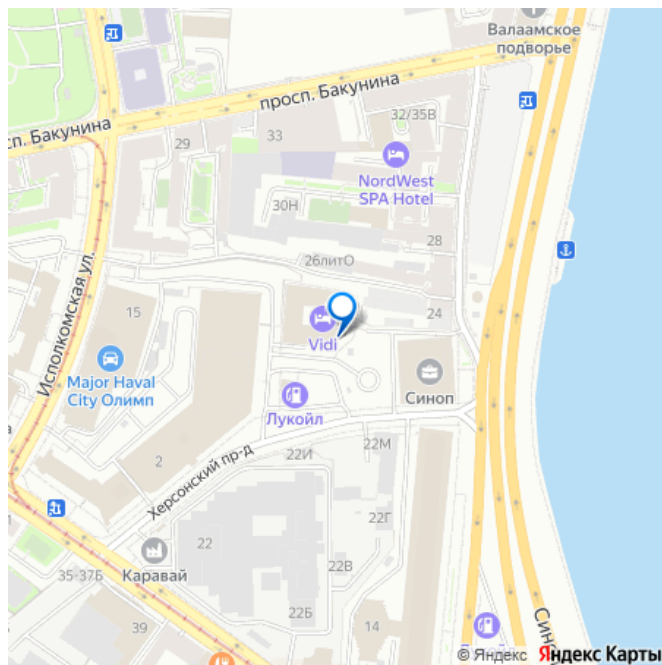 Валаамское
подворье
просп. Бакунина
32/35В
сп. Бакунина
33
29
NordWest
SPA Hotel
30Н
28
26литО
Исполкомская ул.
15
24
Vidi
Major Haval
City Олимп
Синоп
Лукойл
22М
22И
2
Херсонский пр-д
22Г
22
Каравай
22В
35-37Б
22Б
39
14
Сино
© Яндекс Яндекс Карты